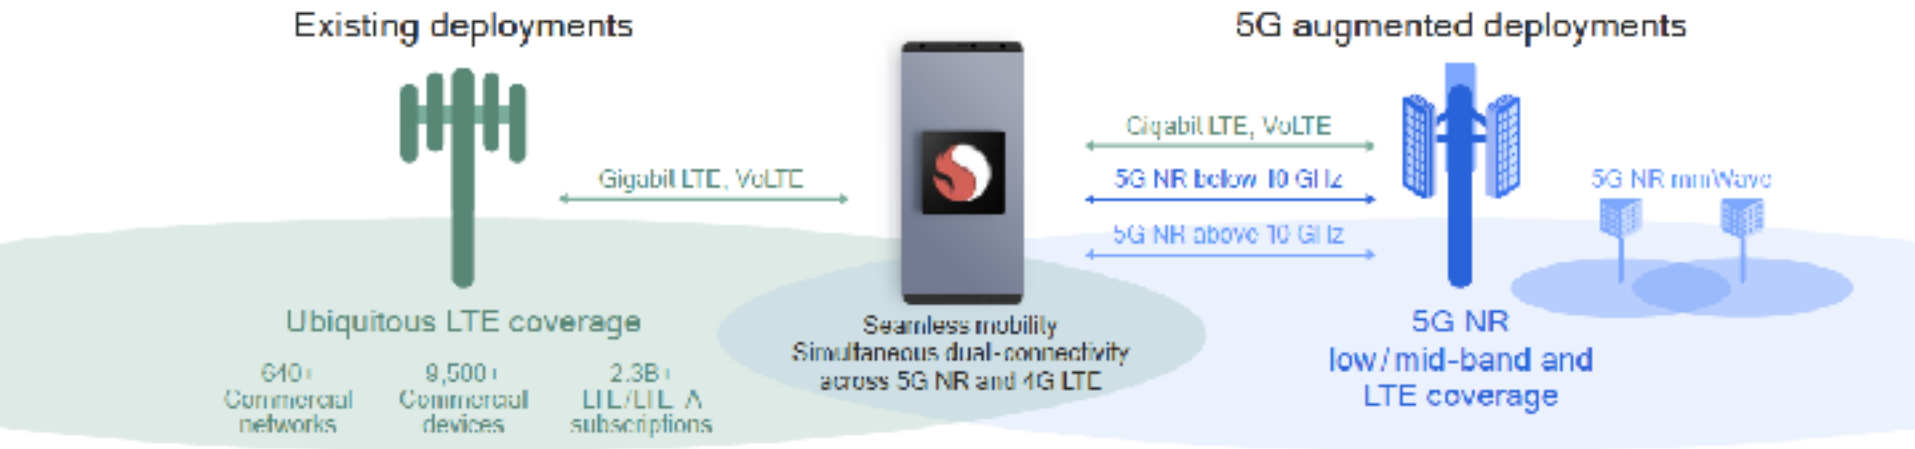 Existing deployments
5G augmented deployments
Gigabit LTE, VoLTE
Gigabit LTE, VoLTE
5G NR below 10 GHz
5G NR above 10 GHz
5G NR mmWave
Ubiquitous LTE coverage
640+
Commercial
networks
9,500+
Commercial
devices
2.3B+
LTE/LTE-A
subscriptions
Seamless mobility
Simultaneous dual-connectivity
across 5G NR and 4G LTE
5G NR
low/mid-band and
LTE coverage